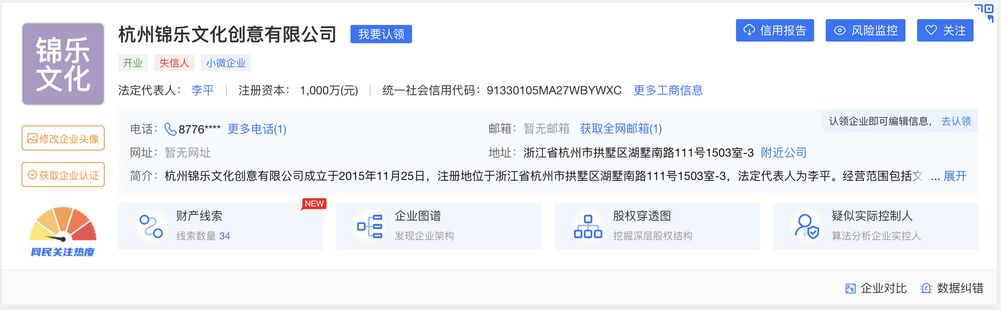 锦乐
文化
杭州锦乐文化创意有限公司 我要认领
信用报告 风险监控 关注
开业 失信人 小微企业
法定代表人： 李平 注册资本： 1,000万(元) 统一社会信用代码： 91330105MA27WBYWXC 更多工商信息
电话： 8776**** 更多电话(1) 邮箱： 暂无邮箱 获取全网邮箱(1)
认领企业即可编辑信息， 去认领
网址： 暂无网址 地址： 浙江省杭州市拱墅区湖墅南路111号1503室-3 附近公司
简介： 杭州锦乐文化创意有限公司成立于2015年11月25日，注册地位于浙江省杭州市拱墅区湖墅南路111号1503室-3，法定代表人为李平。经营范围包括文 ... 展开
修改企业头像
获取企业认证
网民关注热度
财产线索 NEW
线索数量 34
企业图谱
发现企业架构
股权穿透图
挖掘深层股权结构
疑似实际控制人
算法分析企业实控人
企业对比 数据纠错